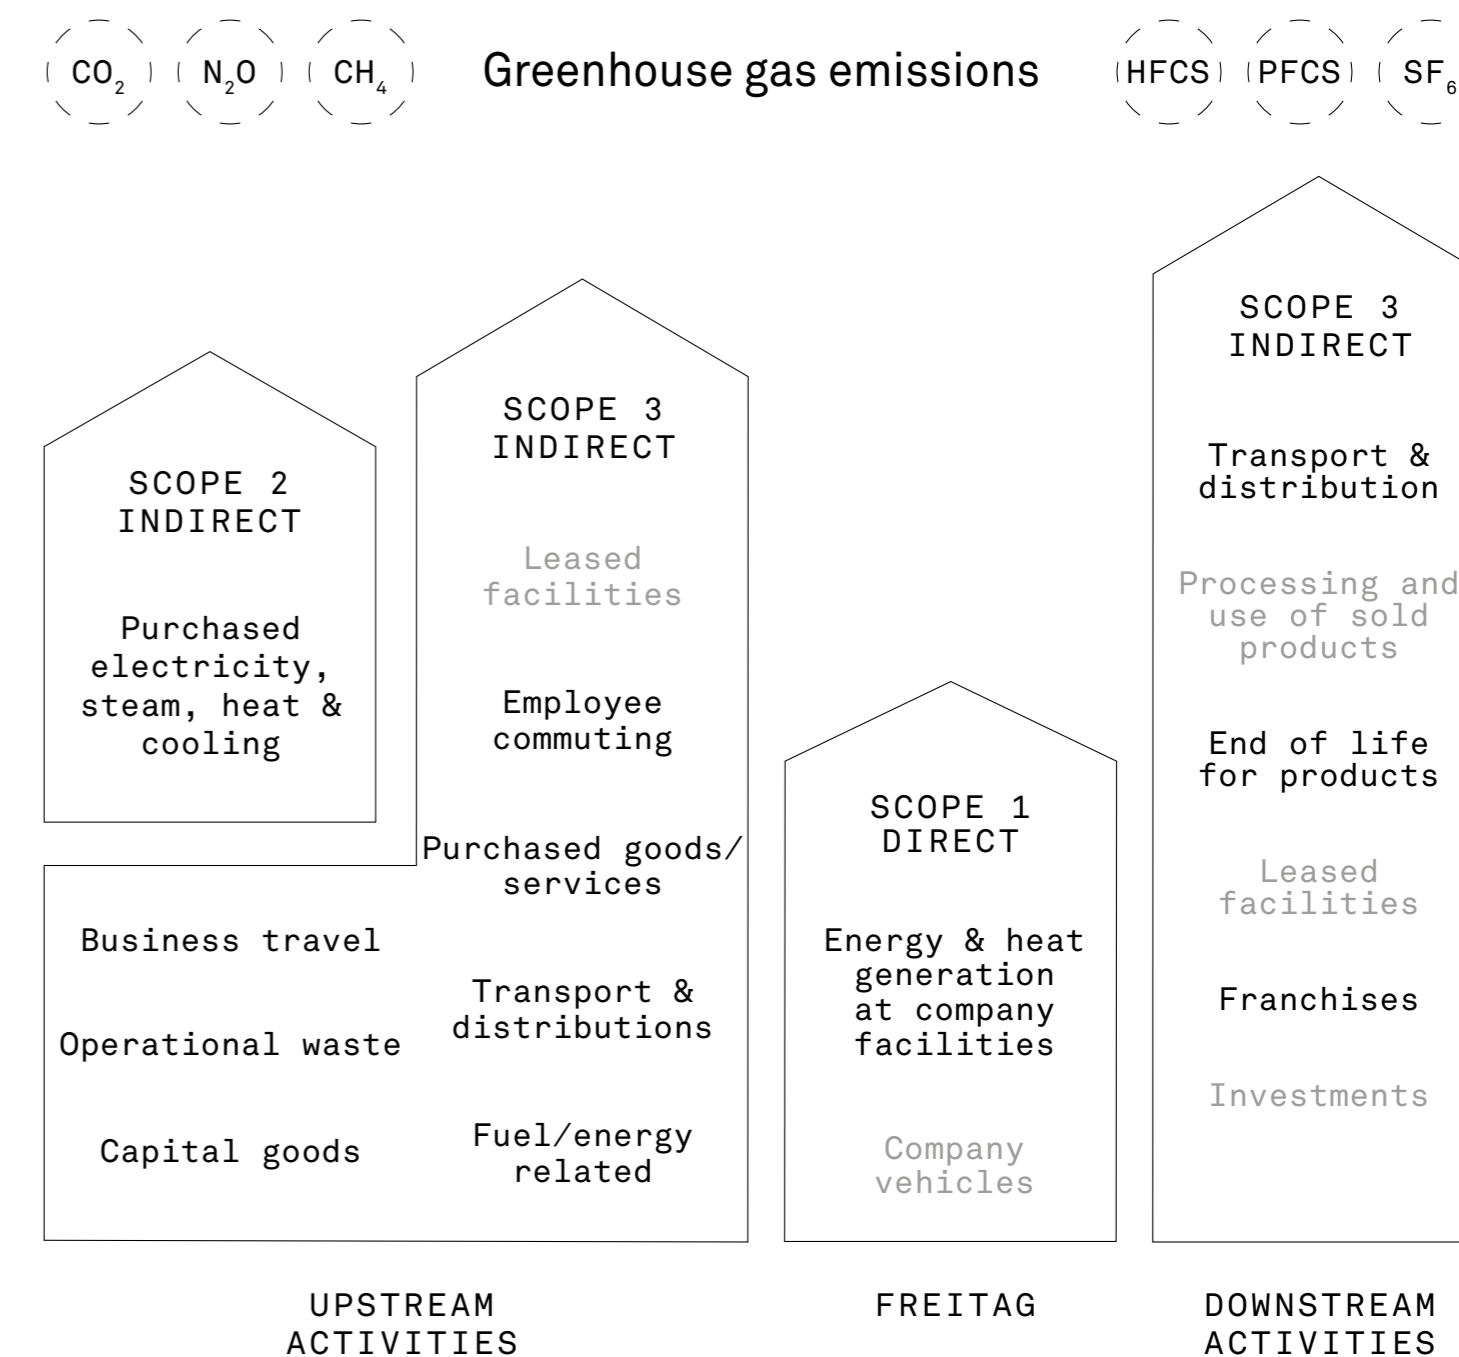 CO2
N2O
CH4
Greenhouse gas emissions
HFCS
PFCS
SF6
SCOPE 2
INDIRECT
Purchased
electricity,
steam, heat &
cooling
SCOPE 3
INDIRECT
Leased
facilities
Employee
commuting
Purchased goods/
services
Transport &
distributions
Fuel/energy
related
Business travel
Operational waste
Capital goods
UPSTREAM
ACTIVITIES
SCOPE 1
DIRECT
Energy & heat
generation
at company
facilities
Company
vehicles
FREITAG
SCOPE 3
INDIRECT
Transport &
distribution
Processing and
use of sold
products
End of life
for products
Leased
facilities
Franchises
Investments
DOWNSTREAM
ACTIVITIES